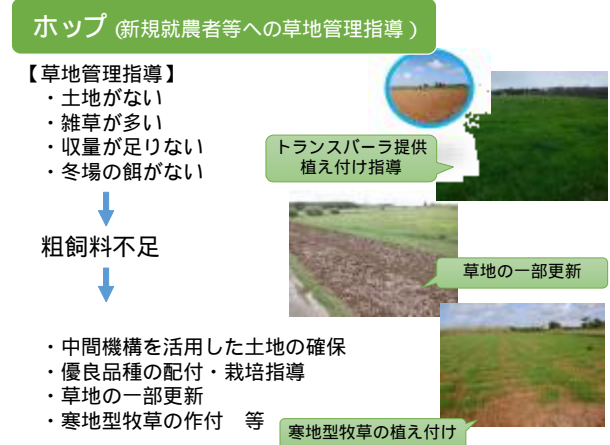 ホップ (新規就農者等への草地管理指導)
【草地管理指導】
・土地がない
・雑草が多い
・収量が足りない
・冬場の餌がない
粗飼料不足
・中間機構を活用した土地の確保
・優良品種の配付・栽培指導
・草地の一部更新
・寒地型牧草の作付　等
トランスバーラ提供
植え付け指導
草地の一部更新
寒地型牧草の植え付け